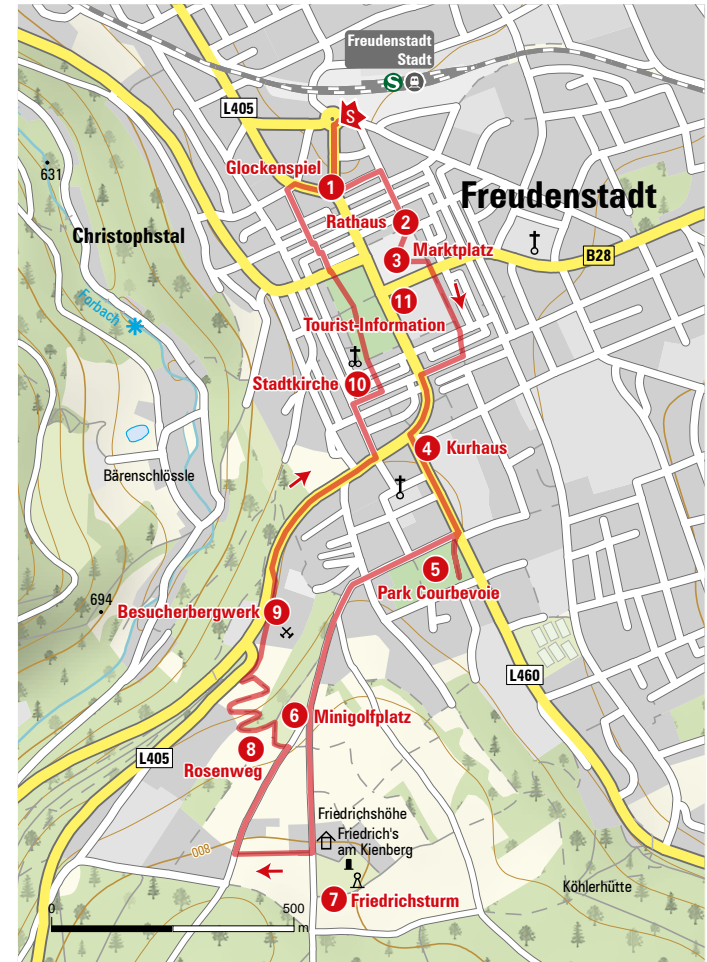 Freudenstadt
Stadt
S
S
L405
Glockenspiel
1
631
Freudenstadt
Rathaus
2
Christophstal
Marktplatz
3
B28
Forbach
11
Tourist-Information
Stadtkirche
10
4
Kurhaus
Bärenschlössle
5
Park Courbevoie
694
Besucherbergwerk
9
L460
6
Minigolfplatz
8
L405
Rosenweg
Friedrichshöhe
Friedrich's
am Kienberg
800
Köhlerhütte
7
Friedrichsturm
0
500
m